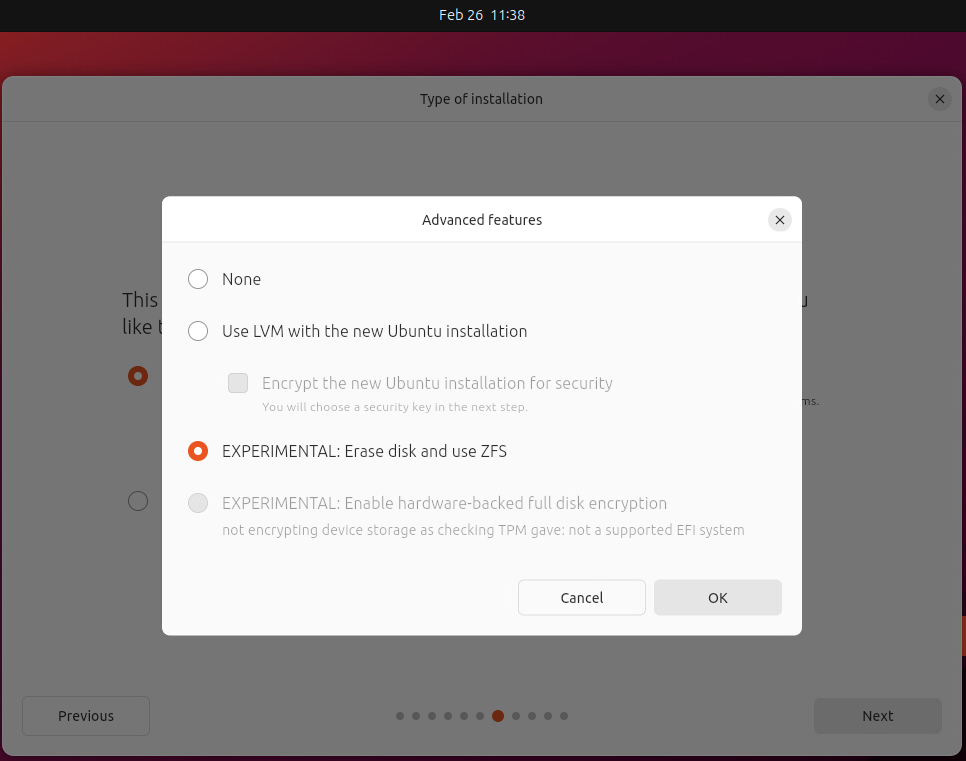 Feb 26 11:38
Type of installation
Advanced features
None
This
like
Use LVM with the new Ubuntu installation
Encrypt the new Ubuntu installation for security
You will choose a security key in the next step.
ms.
EXPERIMENTAL: Erase disk and use ZFS
EXPERIMENTAL: Enable hardware-backed full disk encryption
not encrypting device storage as checking TPM gave: not a supported EFI system
Cancel
OK
Previous
Next